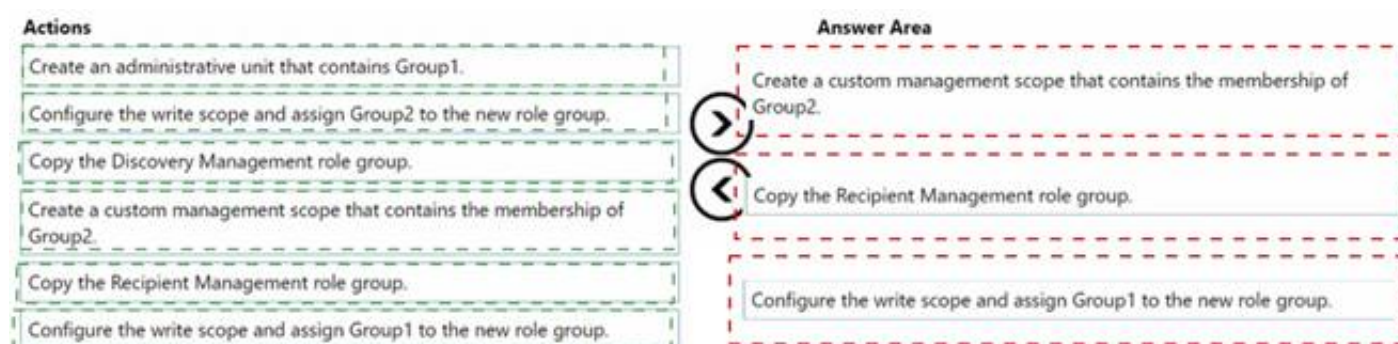 Actions
Create an administrative unit that contains Group1.
Configure the write scope and assign Group2 to the new role group.
Copy the Discovery Management role group.
Create a custom management scope that contains the membership of
Group2.
Copy the Recipient Management role group.
Configure the write scope and assign Group1 to the new role group.
Answer Area
Create a custom management scope that contains the membership of
Group2.
Copy the Recipient Management role group.
Configure the write scope and assign Group1 to the new role group.